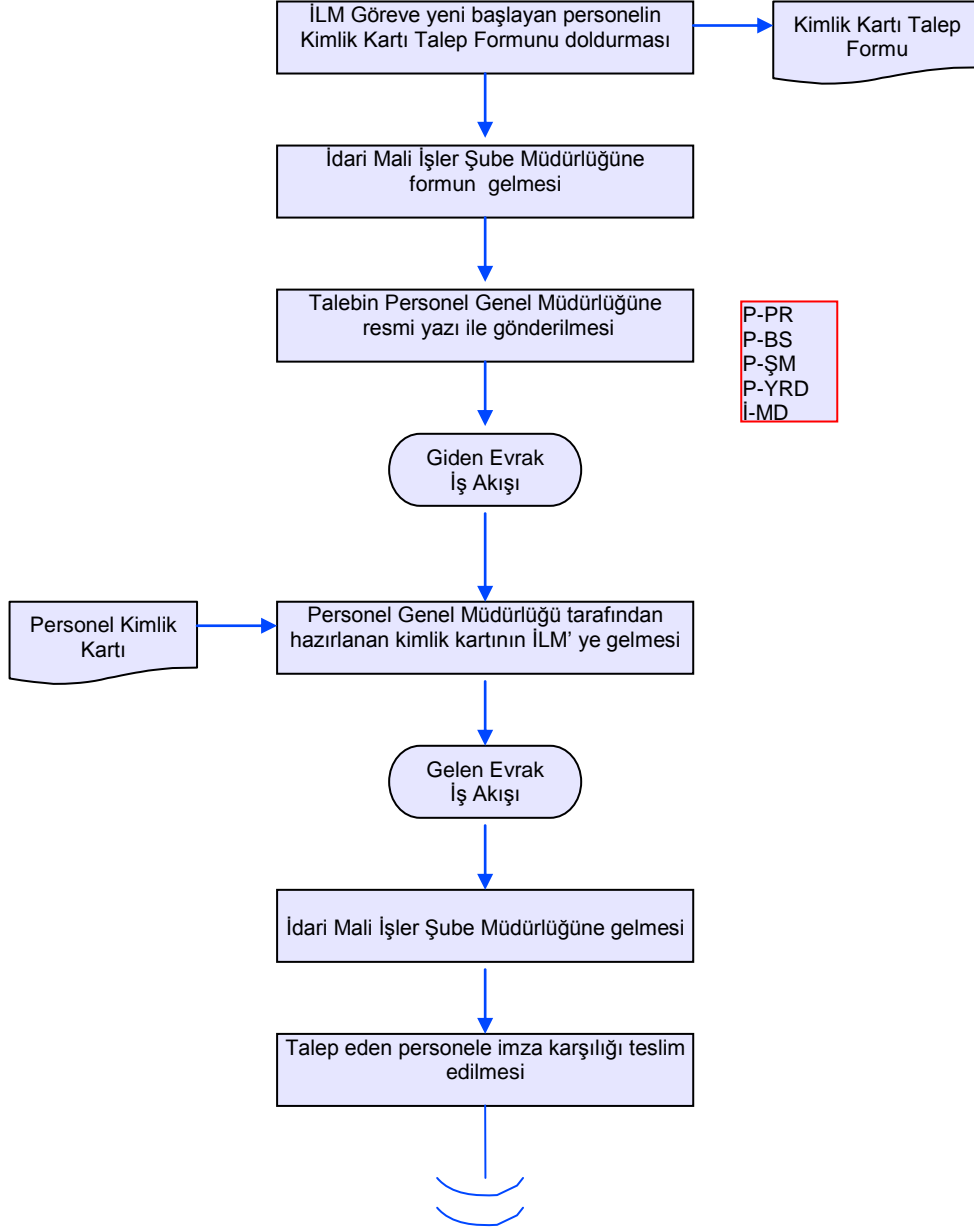 İLM Göreve yeni başlayan personelin
Kimlik Kartı Talep Formunu doldurması
Kimlik Kartı Talep
Formu
İdari Mali İşler Şube Müdürlüğüne
formun gelmesi
Talebin Personel Genel Müdürlüğüne
resmi yazı ile gönderilmesi
P-PR
P-BS
P-ŞM
P-YRD
İ-MD
Giden Evrak
İş Akışı
Personel Kimlik
Kartı
Personel Genel Müdürlüğü tarafından
hazırlanan kimlik kartının İLM’ ye gelmesi
Gelen Evrak
İş Akışı
İdari Mali İşler Şube Müdürlüğüne gelmesi
Talep eden personele imza karşılığı teslim
edilmesi